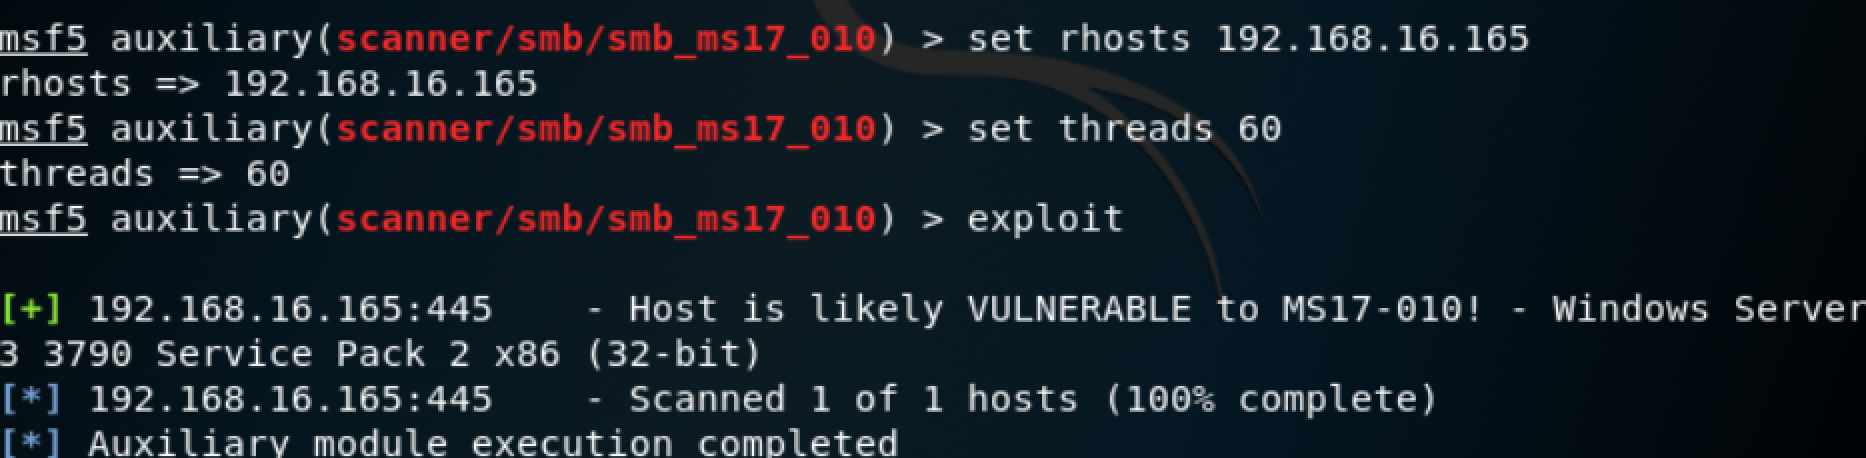 msf5 auxiliary(scanner/smb/smb_ms17_010) > set rhosts 192.168.16.165
rhosts => 192.168.16.165
msf5 auxiliary(scanner/smb/smb_ms17_010) > set threads 60
threads => 60
msf5 auxiliary(scanner/smb/smb_ms17_010) > exploit
[+] 192.168.16.165:445    - Host is likely VULNERABLE to MS17-010! - Windows Server
3 3790 Service Pack 2 x86 (32-bit)
[*] 192.168.16.165:445    - Scanned 1 of 1 hosts (100% complete)
[*] Auxiliary module execution completed